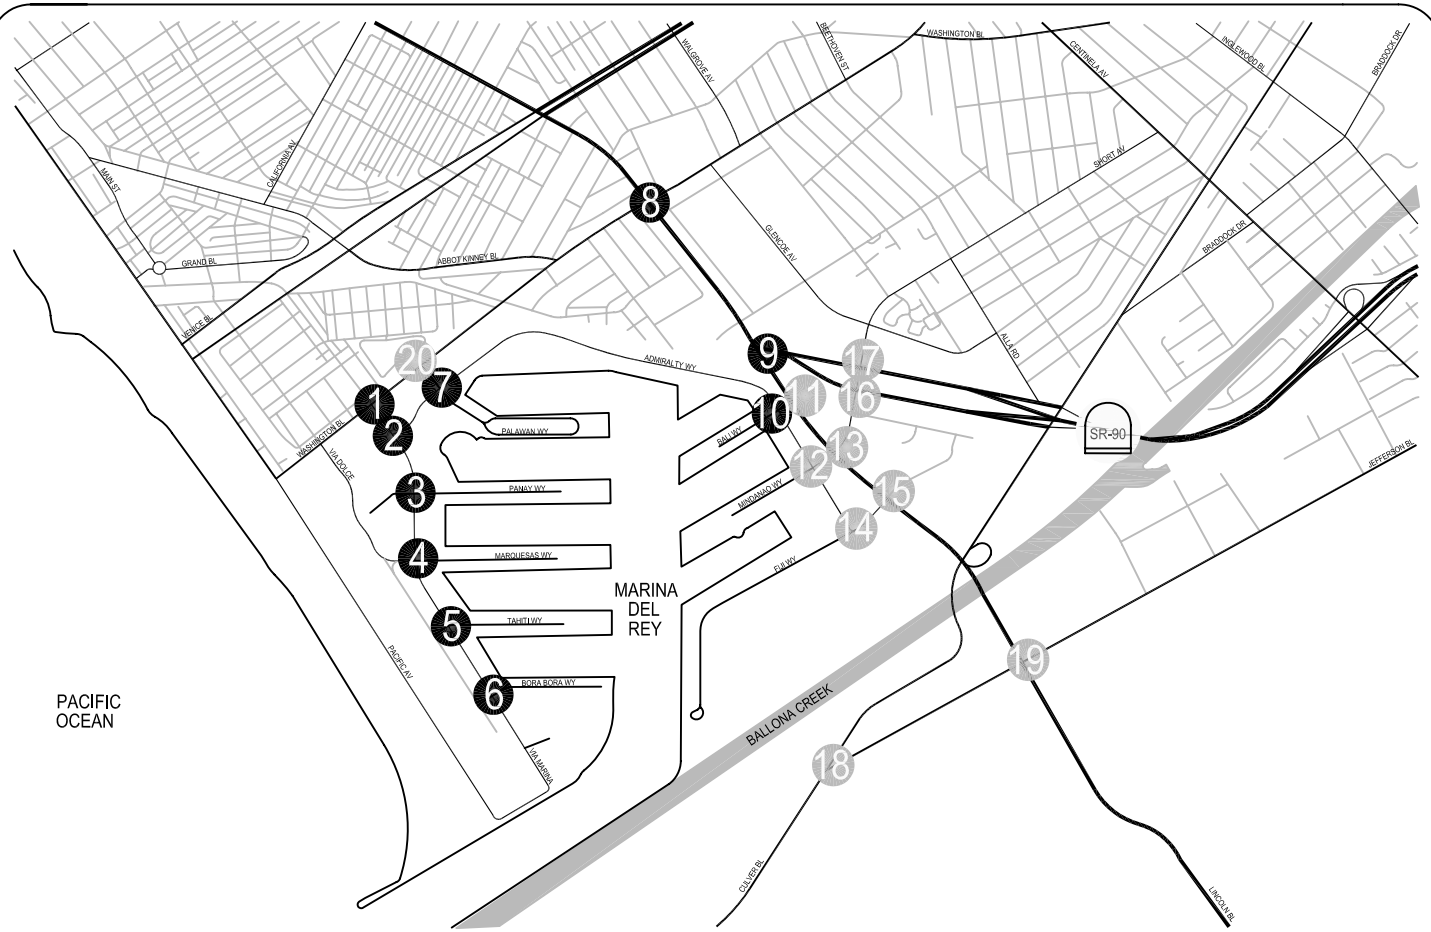 WASHINGTON BL
BEETHOVEN ST
WALGROVE AV
CENTINELA AV
INGLEWOOD BL
BRADDOCK DR
CALIFORNIA AV
MAIN ST
SHORT AV
8
GLENCOE AV
BRADDOCK DR
GRAND BL
ABBOT KINNEY BL
VENICE BL
ALLA RD
20
ADMIRALTY WY
9
17
7
1
11
16
10
2
PALAWAN WY
BALI WY
SR-90
WASHINGTON BL
13
JEFFERSON BL
VIA DOLCE
12
3
PANAY WY
MINDANAO WY
15
14
4
MARQUESAS WY
FIJI WY
MARINA
DEL
REY
5
TAHITI WY
PACIFIC AV
19
6
BORA BORA WY
PACIFIC
OCEAN
BALLONA CREEK
VIA MARINA
18
CULVER BL
LINCOLN BL